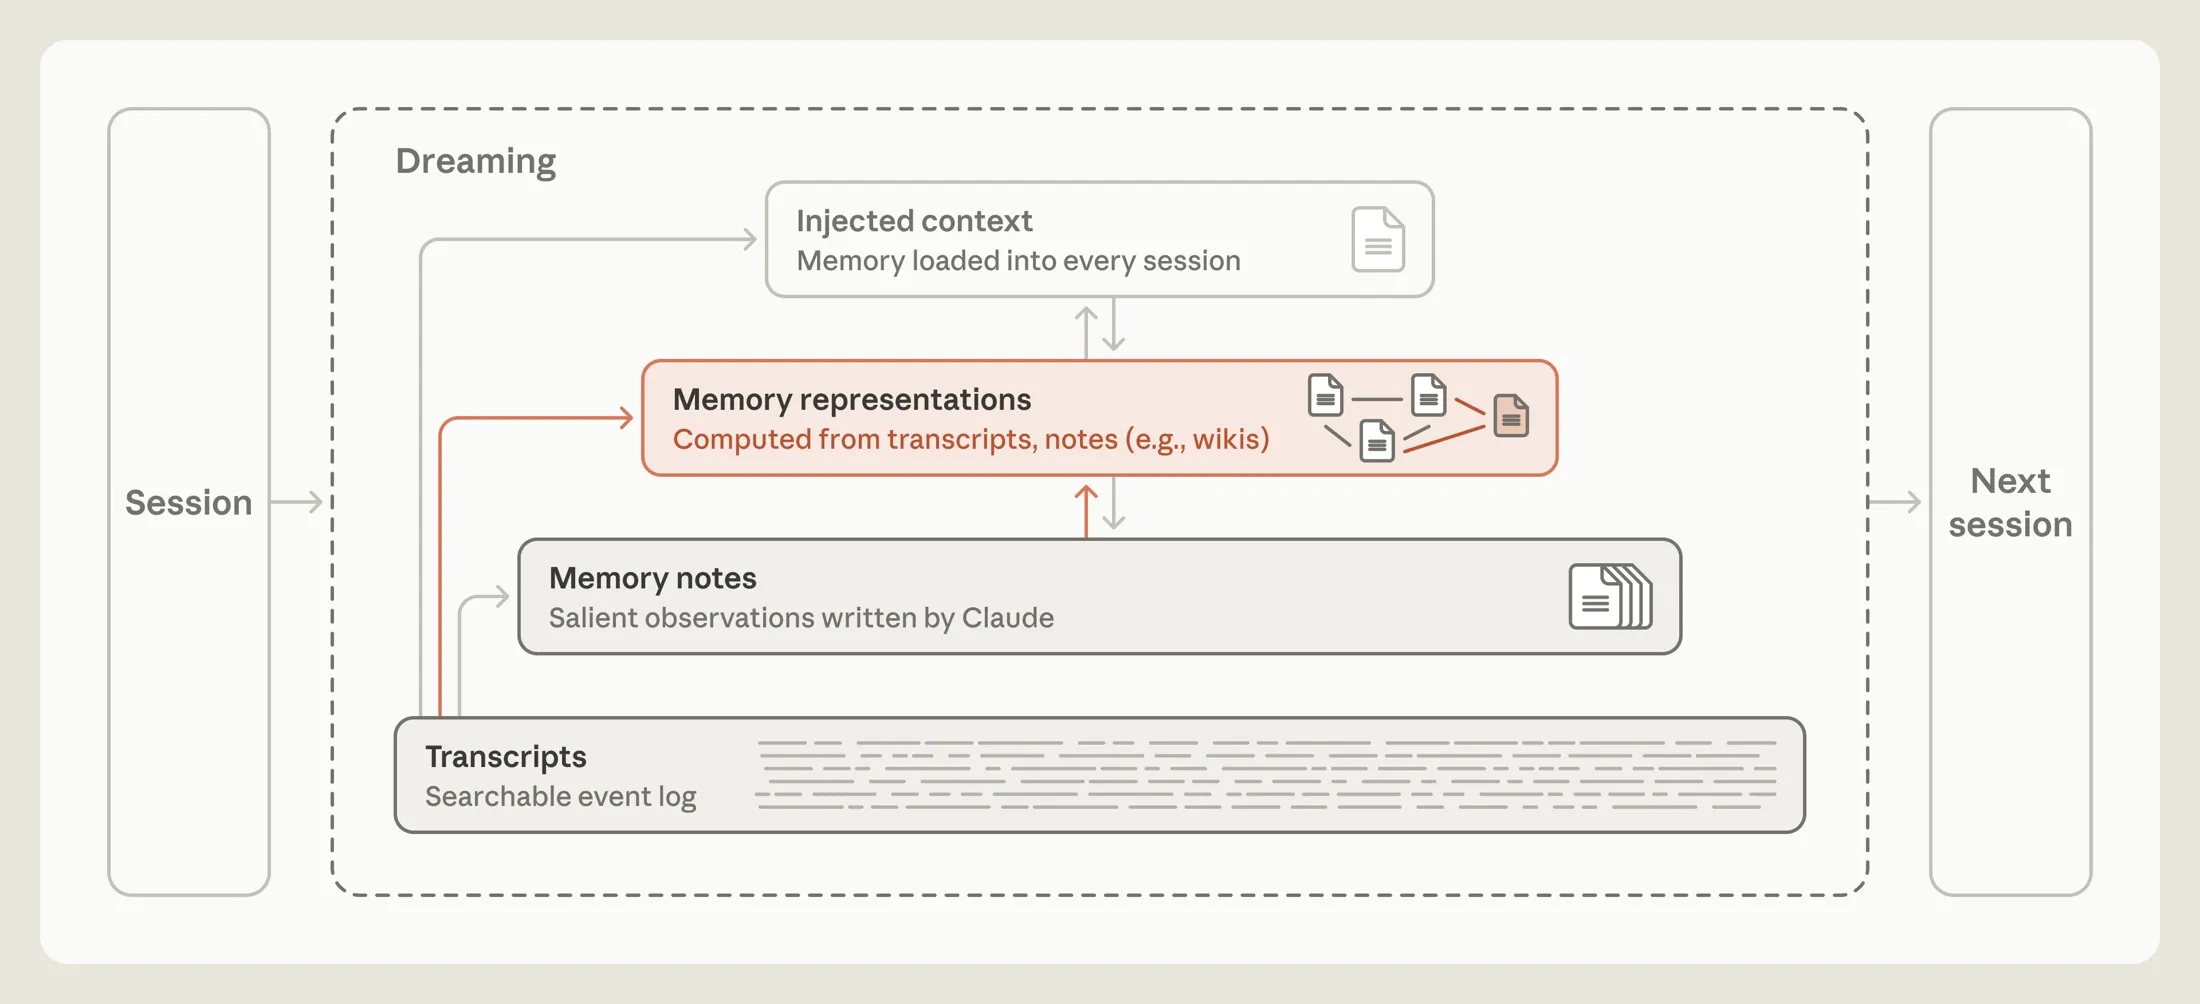 Dreaming
Injected context
Memory loaded into every session
Memory representations
Computed from transcripts, notes (e.g., wikis)
Session
Next
session
Memory notes
Salient observations written by Claude
Transcripts
Searchable event log